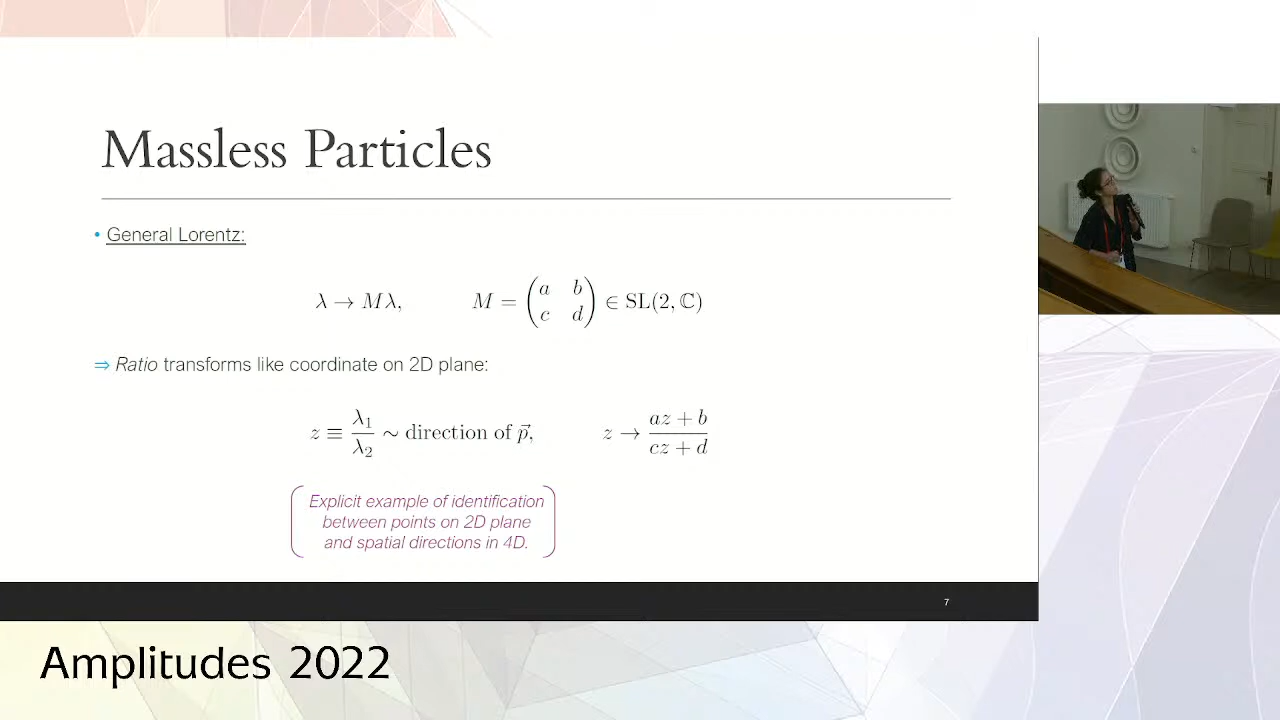 Massless Particles
• General Lorentz:
λ → Mλ, M = (a b c d) ∈ SL(2, ℂ)
⇒ Ratio transforms like coordinate on 2D plane:
z ≡ λ₁/λ₂ ~ direction of p⃗, z → (az + b)/(cz + d)
Explicit example of identification
between points on 2D plane
and spatial directions in 4D.
7
Amplitudes 2022